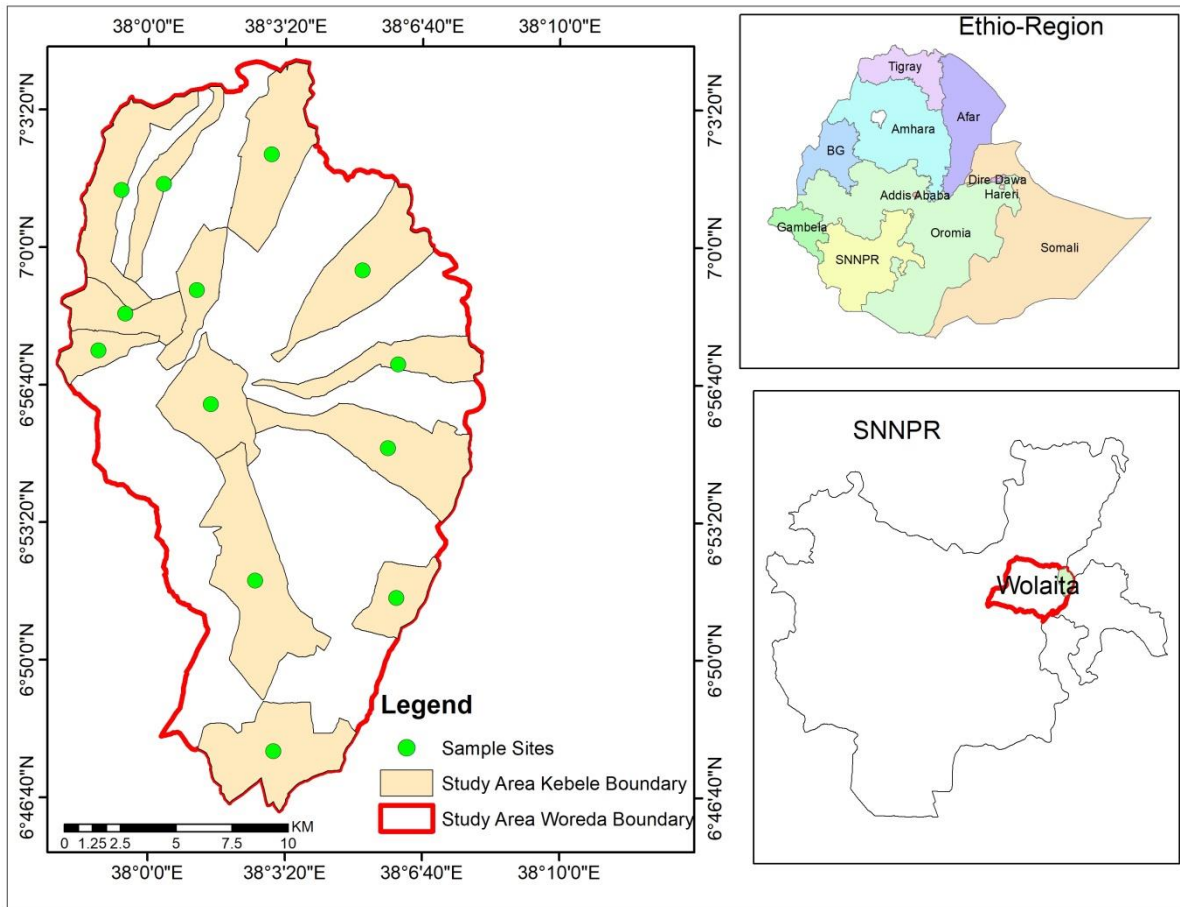 38°0'0"E 38°3'20"E 38°6'40"E 38°10'0"E
7°3'20"N
7°0'0"N
6°56'40"N
6°53'20"N
6°50'0"N
6°46'40"N
7°3'20"N
7°0'0"N
6°56'40"N
6°53'20"N
6°50'0"N
6°46'40"N
Legend
Sample Sites
Study Area Kebele Boundary
Study Area Woreda Boundary
KM
0 1.25 2.5 5 7.5 10
38°0'0"E 38°3'20"E 38°6'40"E 38°10'0"E
Ethio-Region
Tigray
Afar
Amhara
BG
Dire Dawa
Addis Ababa
Hareri
Gambela
Oromia
Somali
SNNPR
SNNPR
Wolaita